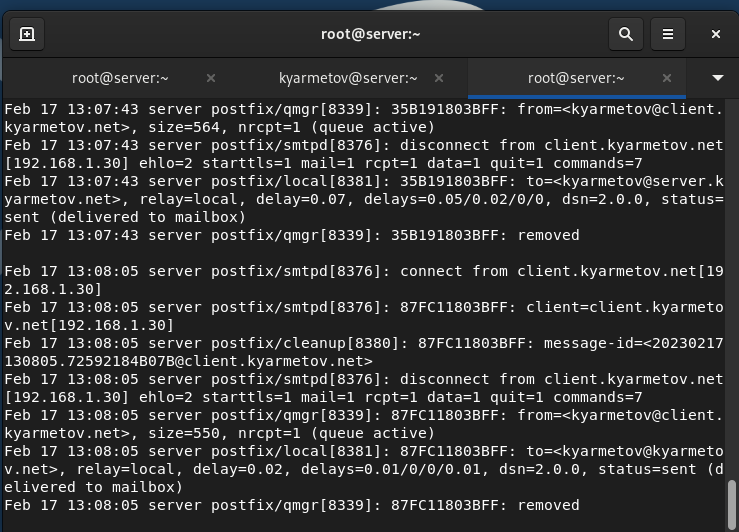 root@server:~
root@server:~
kyarmetov@server:~
root@server:~
Feb 17 13:07:43 server postfix/qmgr[8339]: 35B191803BFF: from=<kyarmetov@client.
kyarmetov.net>, size=564, nrcpt=1 (queue active)
Feb 17 13:07:43 server postfix/smtpd[8376]: disconnect from client.kyarmetov.net
[192.168.1.30] ehlo=2 starttls=1 mail=1 rcpt=1 data=1 quit=1 commands=7
Feb 17 13:07:43 server postfix/local[8381]: 35B191803BFF: to=<kyarmetov@server.k
yarmetov.net>, relay=local, delay=0.07, delays=0.05/0.02/0/0, dsn=2.0.0, status=
sent (delivered to mailbox)
Feb 17 13:07:43 server postfix/qmgr[8339]: 35B191803BFF: removed
Feb 17 13:08:05 server postfix/smtpd[8376]: connect from client.kyarmetov.net[19
2.168.1.30]
Feb 17 13:08:05 server postfix/smtpd[8376]: 87FC11803BFF: client=client.kyarmeto
v.net[192.168.1.30]
Feb 17 13:08:05 server postfix/cleanup[8380]: 87FC11803BFF: message-id=<20230217
130805.72592184B07B@client.kyarmetov.net>
Feb 17 13:08:05 server postfix/smtpd[8376]: disconnect from client.kyarmetov.net
[192.168.1.30] ehlo=2 starttls=1 mail=1 rcpt=1 data=1 quit=1 commands=7
Feb 17 13:08:05 server postfix/qmgr[8339]: 87FC11803BFF: from=<kyarmetov@client.
kyarmetov.net>, size=550, nrcpt=1 (queue active)
Feb 17 13:08:05 server postfix/local[8381]: 87FC11803BFF: to=<kyarmetov@kyarmeto
v.net>, relay=local, delay=0.02, delays=0.01/0/0/0.01, dsn=2.0.0, status=sent (d
elivered to mailbox)
Feb 17 13:08:05 server postfix/qmgr[8339]: 87FC11803BFF: removed